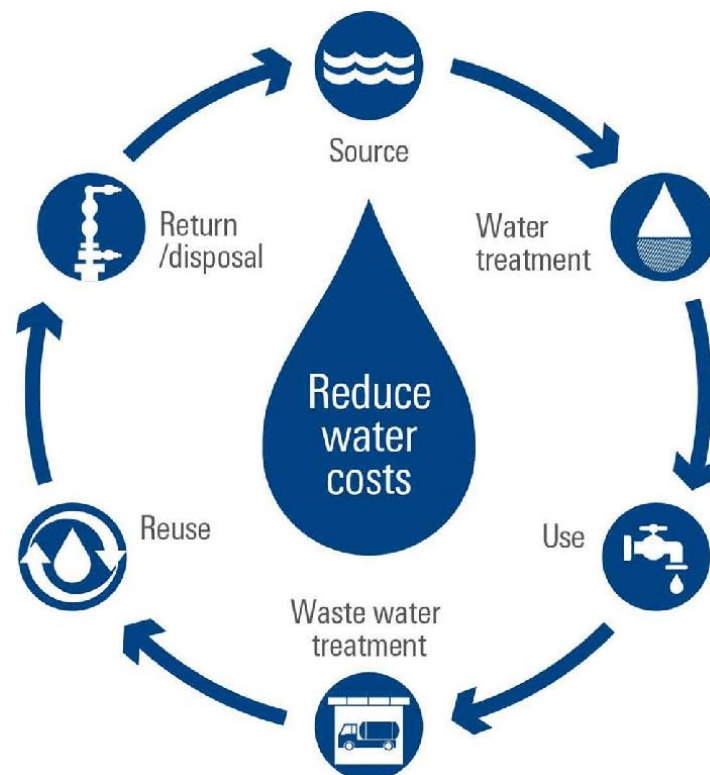 Source
Water
treatment
Use
Waste water
treatment
Reuse
Return
/disposal
Reduce
water
costs